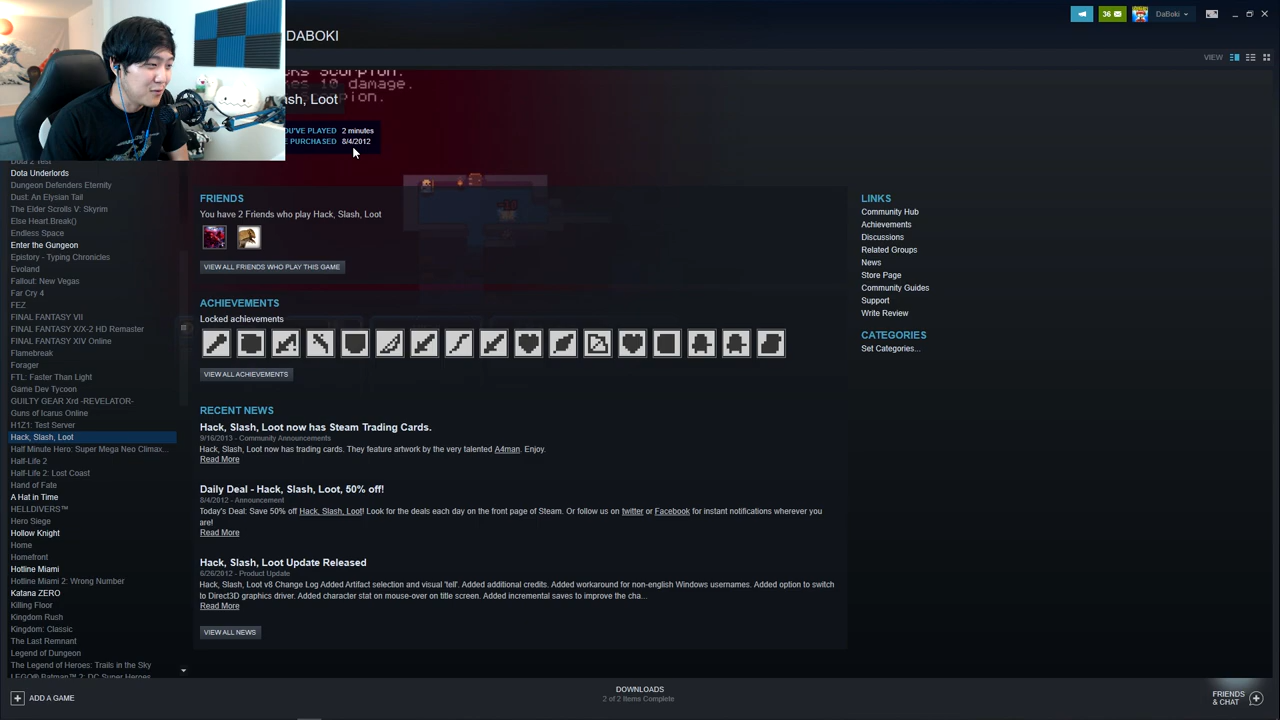 36
DaBoki
DABOKI
VIEW
Scorpion.
10 damage.
ash, Loot
OU'VE PLAYED 2 minutes
E PURCHASED 8/4/2012
Dota 2 Test
Dota Underlords
Dungeon Defenders Eternity
Dust: An Elysian Tail
The Elder Scrolls V: Skyrim
Else Heart.Break()
Endless Space
Enter the Gungeon
Epistory - Typing Chronicles
Evoland
Fallout: New Vegas
Far Cry 4
FEZ
FINAL FANTASY VII
FINAL FANTASY X/X-2 HD Remaster
FINAL FANTASY XIV Online
Flamebreak
Forager
FTL: Faster Than Light
Game Dev Tycoon
GUILTY GEAR Xrd -REVELATOR-
Guns of Icarus Online
H1Z1: Test Server
Hack, Slash, Loot
Half Minute Hero: Super Mega Neo Climax...
Half-Life 2
Half-Life 2: Lost Coast
Hand of Fate
A Hat in Time
HELLDIVERS™
Hero Siege
Hollow Knight
Home
Homefront
Hotline Miami
Hotline Miami 2: Wrong Number
Katana ZERO
Killing Floor
Kingdom Rush
Kingdom: Classic
The Last Remnant
Legend of Dungeon
The Legend of Heroes: Trails in the Sky
LEGO® Batman™ 2: DC Super Heroes
FRIENDS
You have 2 Friends who play Hack, Slash, Loot
VIEW ALL FRIENDS WHO PLAY THIS GAME
ACHIEVEMENTS
Locked achievements
VIEW ALL ACHIEVEMENTS
RECENT NEWS
Hack, Slash, Loot now has Steam Trading Cards.
9/16/2013 - Community Announcements
Hack, Slash, Loot now has trading cards. They feature artwork by the very talented A4man. Enjoy.
Read More
Daily Deal - Hack, Slash, Loot, 50% off!
8/4/2012 - Announcement
Today's Deal: Save 50% off Hack, Slash, Loot! Look for the deals each day on the front page of Steam. Or follow us on twitter or Facebook for instant notifications wherever you
are!
Read More
Hack, Slash, Loot Update Released
6/26/2012 - Product Update
Hack, Slash, Loot v8 Change Log Added Artifact selection and visual 'tell'. Added additional credits. Added workaround for non-english Windows usernames. Added option to switch
to Direct3D graphics driver. Added character stat on mouse-over on title screen. Added incremental saves to improve the cha...
Read More
VIEW ALL NEWS
LINKS
Community Hub
Achievements
Discussions
Related Groups
News
Store Page
Community Guides
Support
Write Review
CATEGORIES
Set Categories...
ADD A GAME
DOWNLOADS
2 of 2 Items Complete
FRIENDS
& CHAT